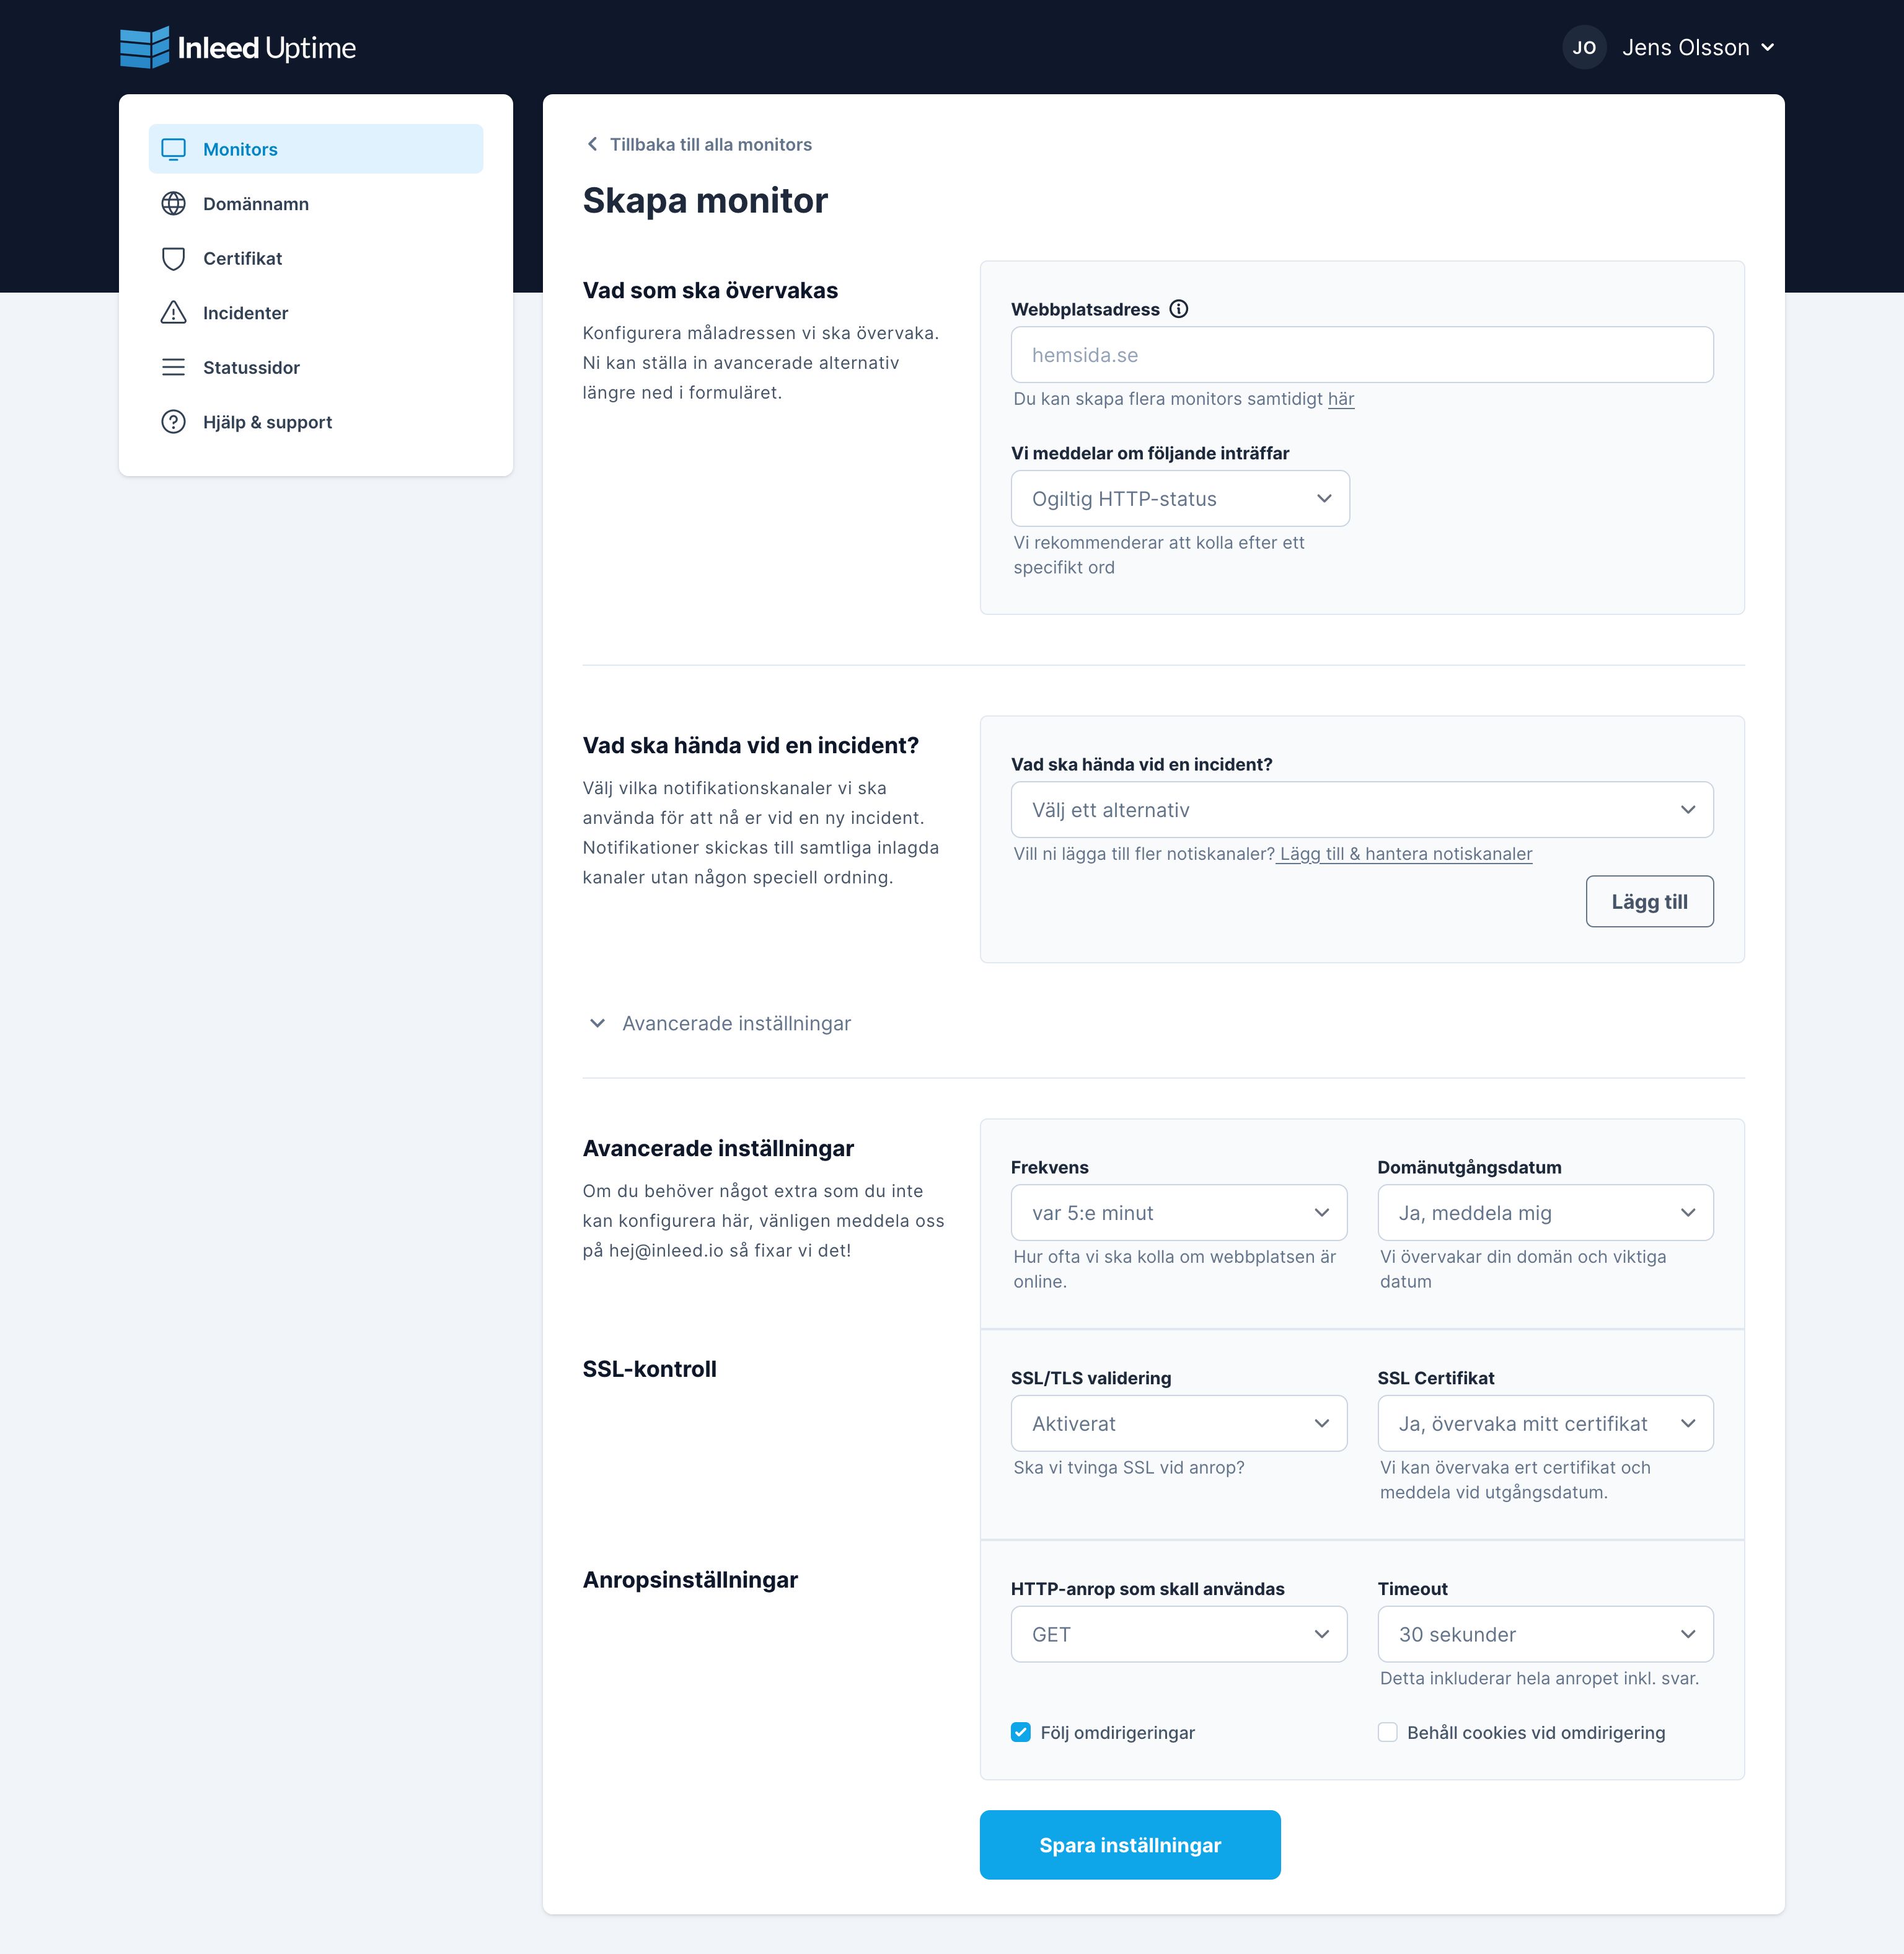 Inleed Uptime
JO Jens Olsson
Monitors
Domännamn
Certifikat
Incidenter
Statussidor
Hjälp & support
Tillbaka till alla monitors
Skapa monitor
Vad som ska övervakas
Konfigurera måladressen vi ska övervaka.
Ni kan ställa in avancerade alternativ
längre ned i formuläret.
Webbplatsadress
hemsida.se
Du kan skapa flera monitors samtidigt här
Vi meddelar om följande inträffar
Ogiltig HTTP-status
Vi rekommenderar att kolla efter ett
specifikt ord
Vad ska hända vid en incident?
Välj vilka notifikationskanaler vi ska
använda för att nå er vid en ny incident.
Notifikationer skickas till samtliga inlagda
kanaler utan någon speciell ordning.
Vad ska hända vid en incident?
Välj ett alternativ
Vill ni lägga till fler notiskanaler? Lägg till & hantera notiskanaler
Lägg till
Avancerade inställningar
Avancerade inställningar
Om du behöver något extra som du inte
kan konfigurera här, vänligen meddela oss
på hej@inleed.io så fixar vi det!
Frekvens
var 5:e minut
Hur ofta vi ska kolla om webbplatsen är
online.
Domänutgångsdatum
Ja, meddela mig
Vi övervakar din domän och viktiga
datum
SSL-kontroll
SSL/TLS validering
Aktiverat
Ska vi tvinga SSL vid anrop?
SSL Certifikat
Ja, övervaka mitt certifikat
Vi kan övervaka ert certifikat och
meddela vid utgångsdatum.
Anropsinställningar
HTTP-anrop som skall användas
GET
Timeout
30 sekunder
Detta inkluderar hela anropet inkl. svar.
Följ omdirigeringar
Behåll cookies vid omdirigering
Spara inställningar